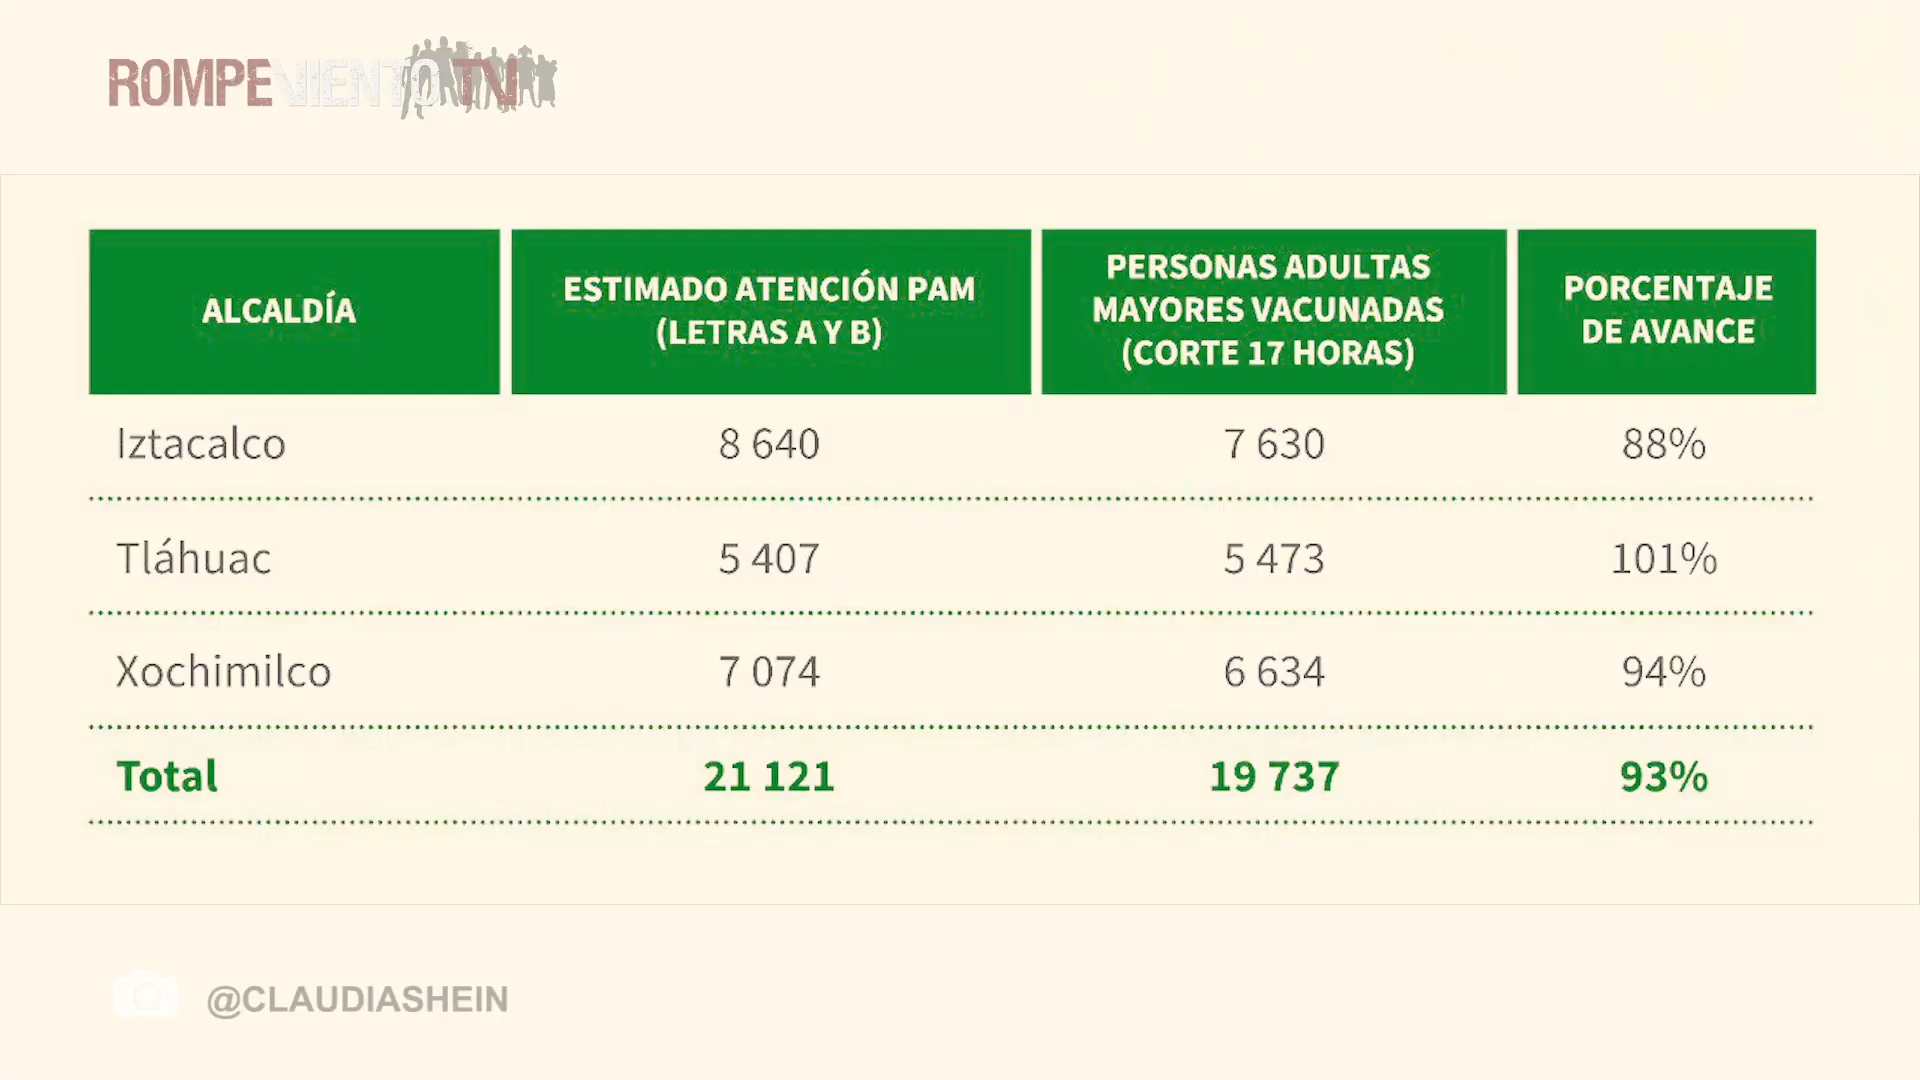 ROMPEVIENTO TV
ALCALDÍA
ESTIMADO ATENCIÓN PAM
(LETRAS A Y B)
PERSONAS ADULTAS
MAYORES VACUNADAS
(CORTE 17 HORAS)
PORCENTAJE
DE AVANCE
Iztacalco 8 640 7 630 88%
Tláhuac 5 407 5 473 101%
Xochimilco 7 074 6 634 94%
Total 21 121 19 737 93%
@CLAUDIASHEIN